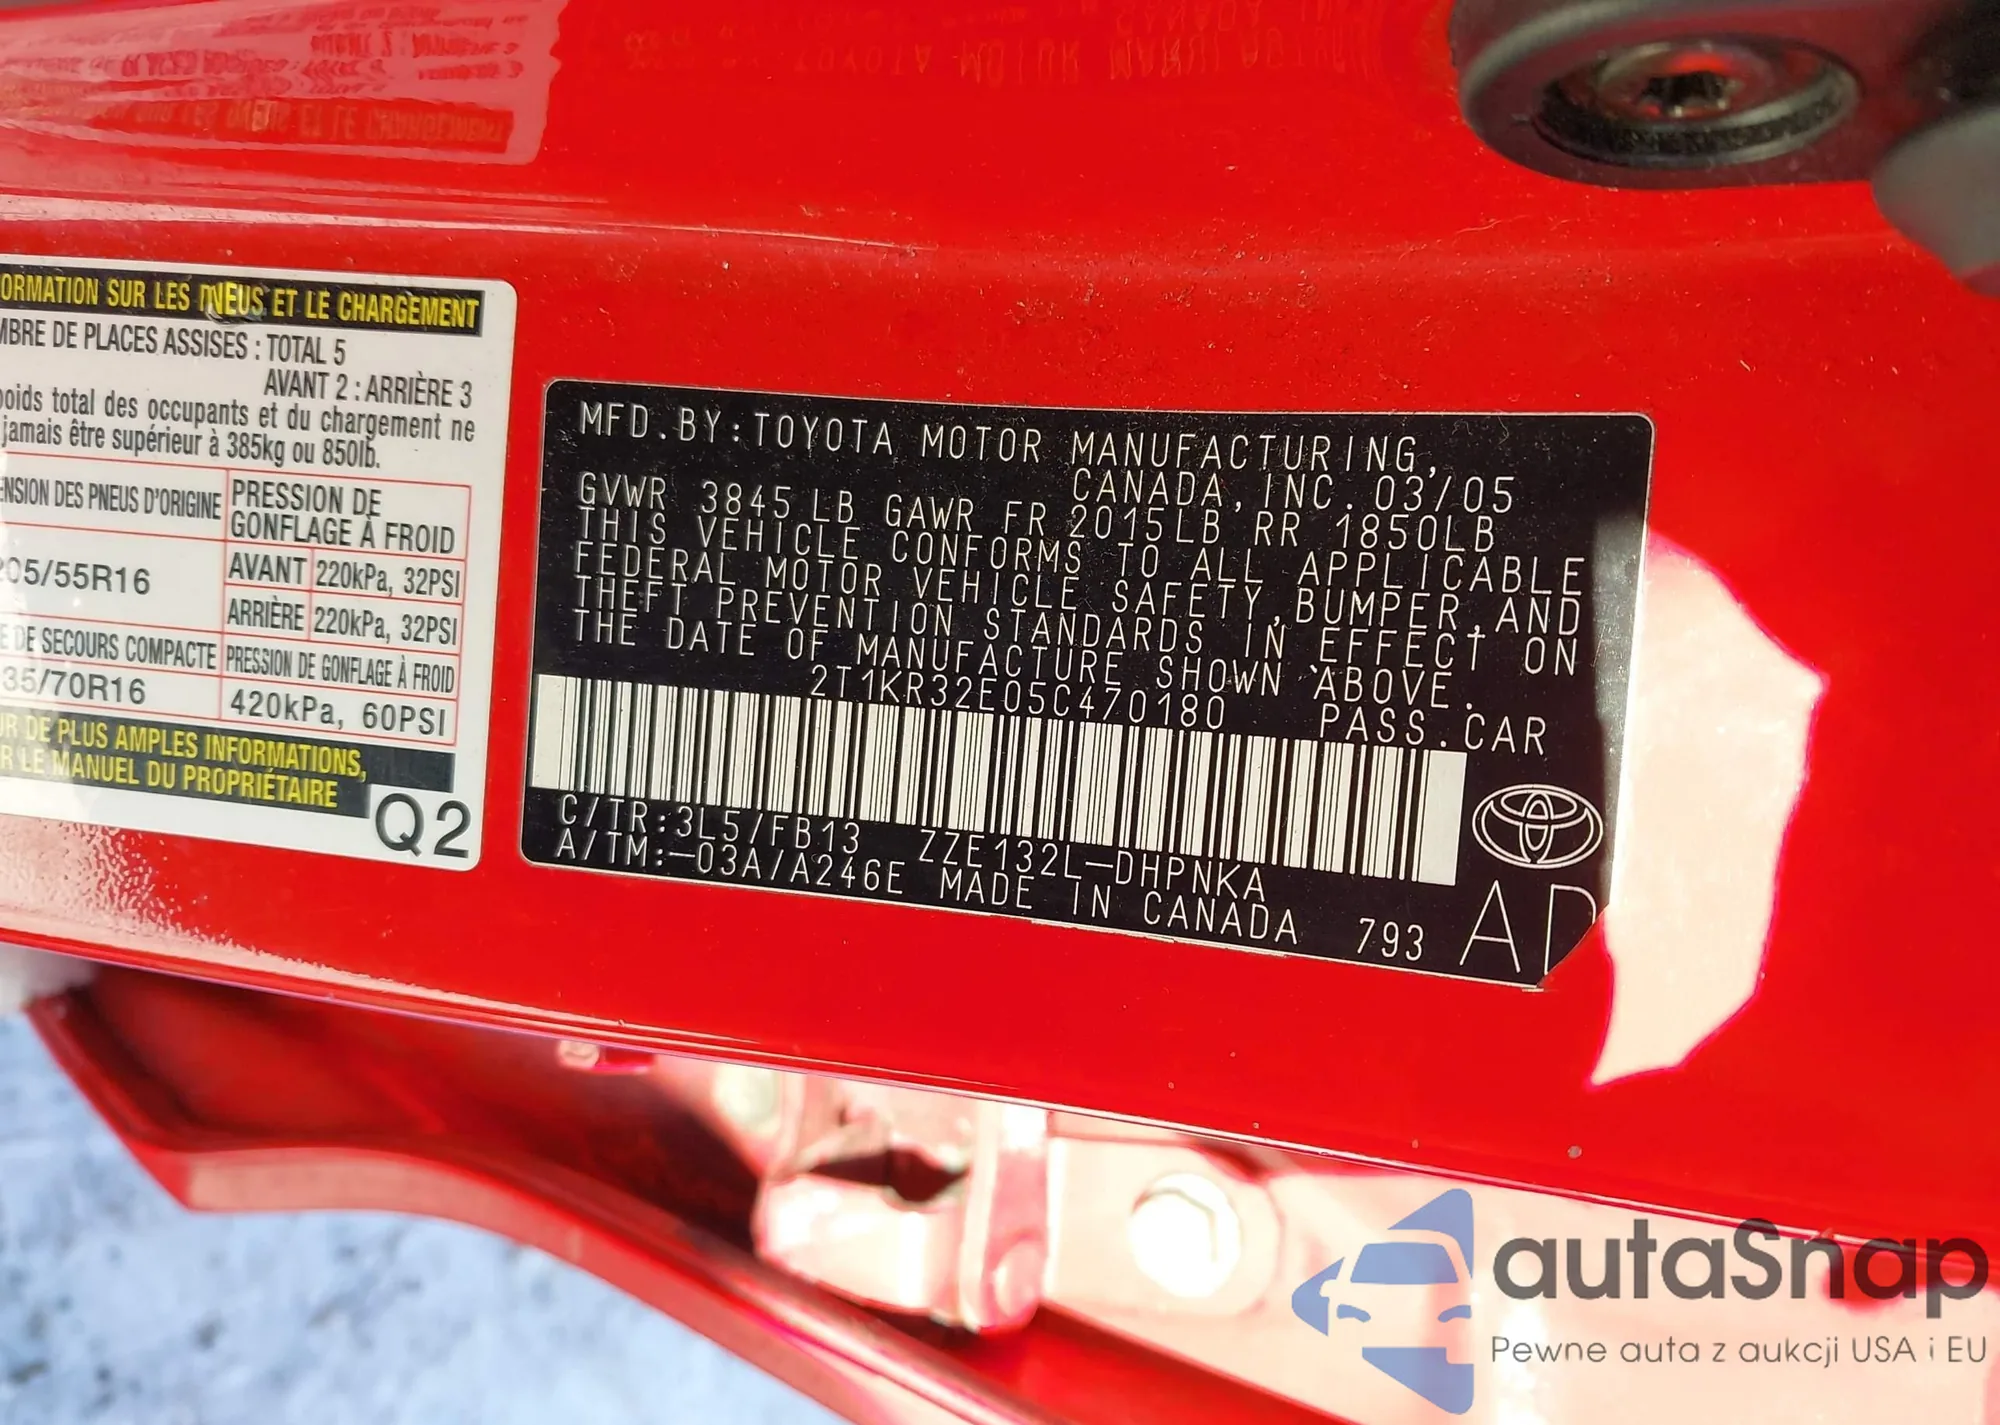 ORMATION SUR LES PNEUS ET LE CHARGEMENT
MBRE DE PLACES ASSISES : TOTAL 5
AVANT 2 : ARRIÈRE 3
poids total des occupants et du chargement ne
jamais être supérieur à 385kg ou 850lb.
ENSION DES PNEUS D'ORIGINE
PRESSION DE
GONFLAGE À FROID
205/55R16
AVANT 220kPa, 32PSI
ARRIÈRE 220kPa, 32PSI
E DE SECOURS COMPACTE PRESSION DE GONFLAGE À FROID
35/70R16 420kPa, 60PSI
UR DE PLUS AMPLES INFORMATIONS,
R LE MANUEL DU PROPRIÉTAIRE
Q2
MFD.BY:TOYOTA MOTOR MANUFACTURING,
CANADA, INC. 03/05
GVWR 3845LB GAWR FR 2015LB RR 1850LB
THIS VEHICLE CONFORMS TO ALL APPLICABLE
FEDERAL MOTOR VEHICLE SAFETY, BUMPER, AND
THEFT PREVENTION STANDARDS IN EFFECT ON
THE DATE OF MANUFACTURE SHOWN ABOVE.
2T1KR32E05C470180 PASS.CAR
C/TR:3L5/FB13 ZZE132L-DHPNKA
A/TM:-03A/A246E MADE IN CANADA 793
autaSnap
Pewne auta z aukcji USA i EU